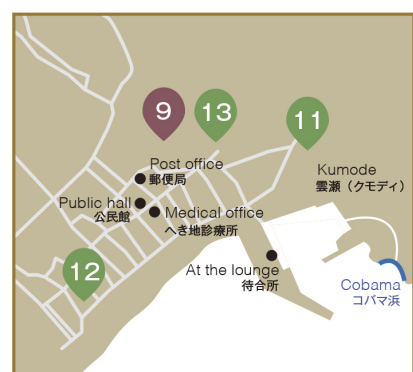 9
13
11
Post office
郵便局
Kumode
雲瀬（クモディ）
Public hall
公民館
Medical office
へき地診療所
12
At the lounge
待合所
Cobama
コバマ浜